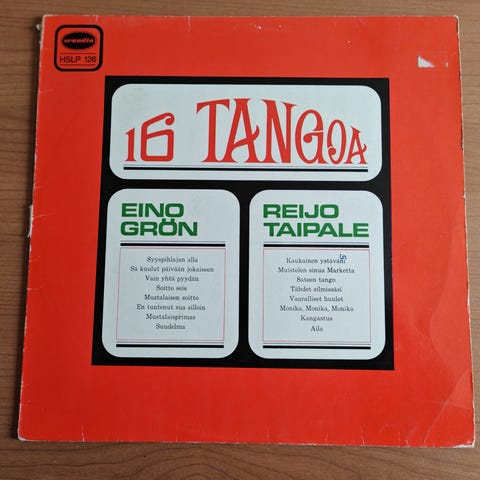 scandia
HSLP 126
16 TANGOA
EINO
GRÖN
Syyspihlajan alla
Sä kuulut päivään jokaiseen
Vain yhtä pyydän
Soitto seis
Mustalaisen soitto
En tuntenut sua silloin
Mustalaisprimas
Suudelma
REIJO
TAIPALE
Kaukainen ystäväni
Muistelen sinua Marketta
Sateen tango
Tähdet silmissäsi
Vaaralliset huulet
Monika, Monika, Monika
Kangastus
Aila